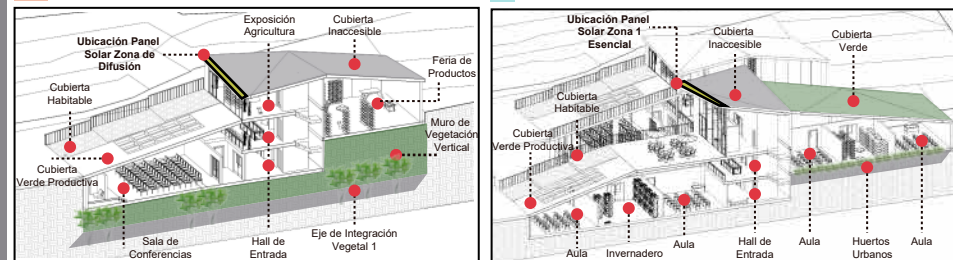 Ubicación Panel
Solar Zona de
Difusión
Exposición
Agricultura
Cubierta
Inaccesible
Feria de
Productos
Cubierta
Habitable
Muro de
Vegetación
Vertical
Cubierta
Verde Productiva
Sala de
Conferencias
Hall de
Entrada
Eje de Integración
Vegetal 1
Ubicación Panel
Solar Zona 1
Esencial
Cubierta
Inaccesible
Cubierta
Verde
Cubierta
Habitable
Cubierta
Verde Productiva
Aula
Invernadero
Aula
Hall de
Entrada
Aula
Huertos
Urbanos
Aula